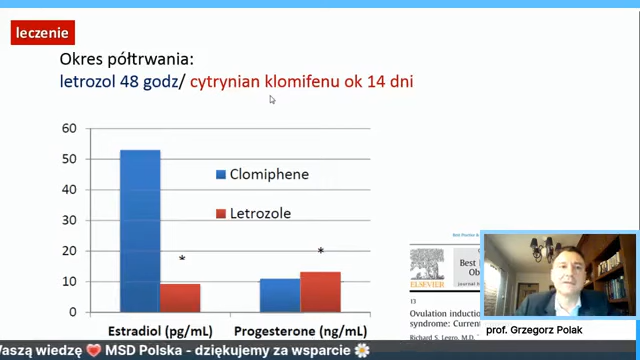 leczenie
Okres półtrwania:
letrozol 48 godz/ cytrynian klomifenu ok 14 dni
60
50
40
30
20
10
0
Clomiphene
Letrozole
*
*
Estradiol (pg/mL)
Progesterone (ng/mL)
ELSEVIER
Best
Ob
journal h
13
Ovulation induction
syndrome: Current
Richard S. Legro, M.D.
prof. Grzegorz Polak
Waszą wiedzę ❤️ MSD Polska - dziękujemy za wsparcie 🌼